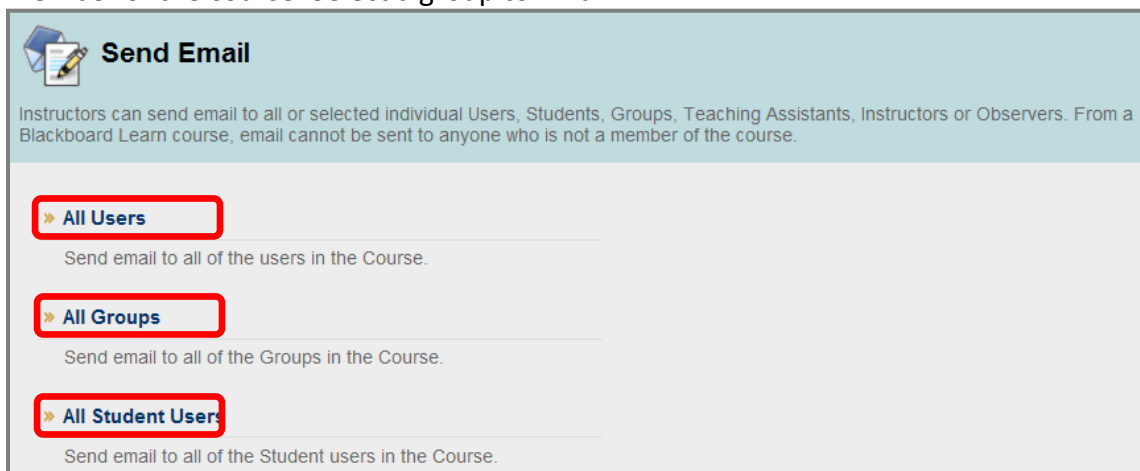 Send Email
Instructors can send email to all or selected individual Users, Students, Groups, Teaching Assistants, Instructors or Observers. From a
Blackboard Learn course, email cannot be sent to anyone who is not a member of the course.
» All Users
Send email to all of the users in the Course.
» All Groups
Send email to all of the Groups in the Course.
» All Student Users
Send email to all of the Student users in the Course.